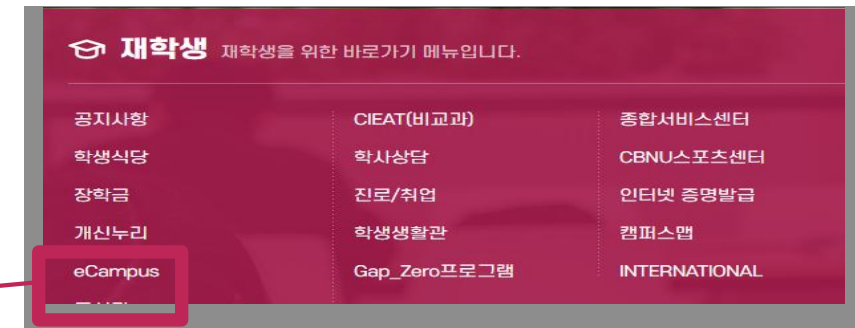 재학생 재학생을 위한 바로가기 메뉴입니다.
공지사항 CIEAT(비교과) 종합서비스센터
학생식당 학사상담 CBNU스포츠센터
장학금 진로/취업 인터넷 증명발급
개신누리 학생생활관 캠퍼스맵
eCampus Gap_Zero프로그램 INTERNATIONAL